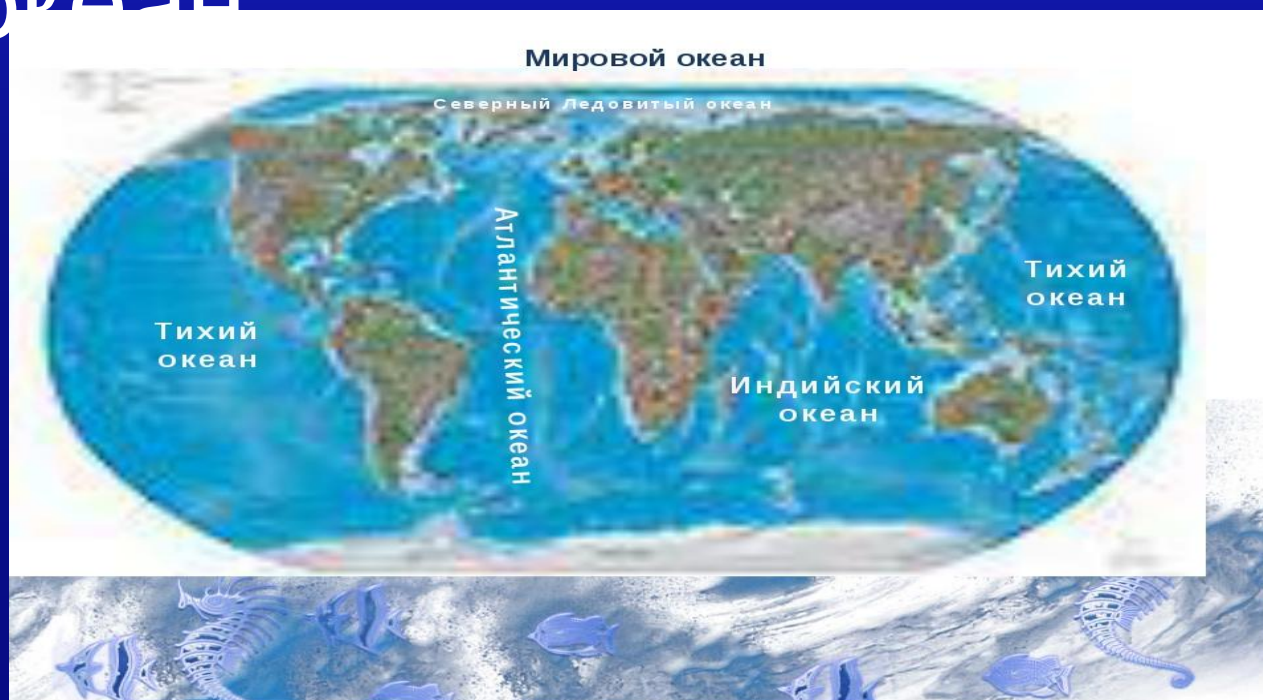 Мировой океан
Северный Ледовитый океан
Атлантический океан
Тихий
океан
Тихий
океан
Индийский
океан